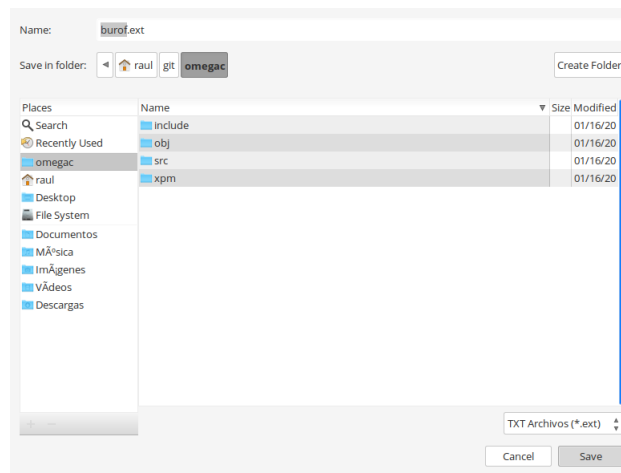 Name: burof.ext
Save in folder: raul git omegac Create Folder
Places Name Size Modified
Search include 01/16/20
Recently Used obj 01/16/20
omegac src 01/16/20
raul xpm 01/16/20
Desktop
File System
Documentos
MÃºsica
ImÃ¡genes
VÃ­deos
Descargas
TXT Archivos (*.ext)
Cancel Save